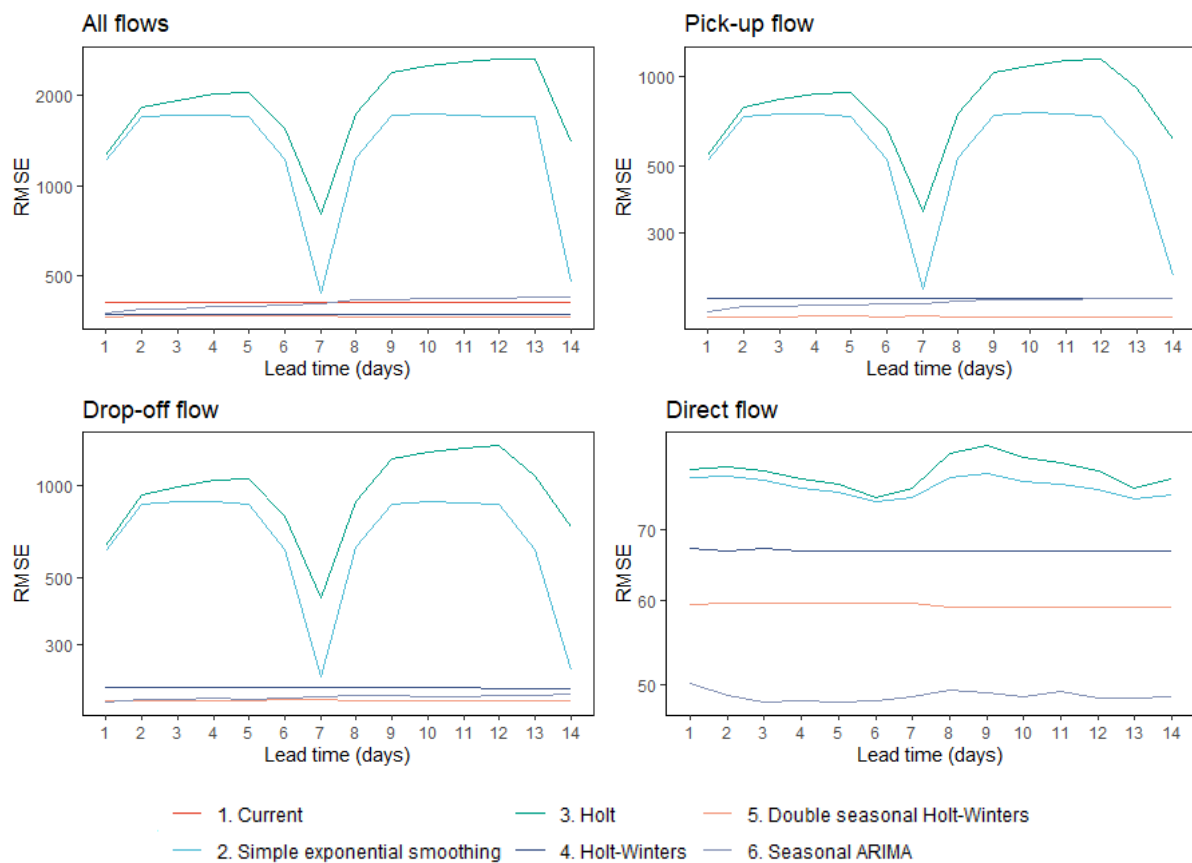 All flows
Pick-up flow
RMSE
2000
1000
500
1 2 3 4 5 6 7 8 9 10 11 12 13 14
Lead time (days)
RMSE
1000
500
300
1 2 3 4 5 6 7 8 9 10 11 12 13 14
Lead time (days)
Drop-off flow
Direct flow
RMSE
1000
500
300
1 2 3 4 5 6 7 8 9 10 11 12 13 14
Lead time (days)
RMSE
70
60
50
1 2 3 4 5 6 7 8 9 10 11 12 13 14
Lead time (days)
1. Current
3. Holt
5. Double seasonal Holt-Winters
2. Simple exponential smoothing
4. Holt-Winters
6. Seasonal ARIMA